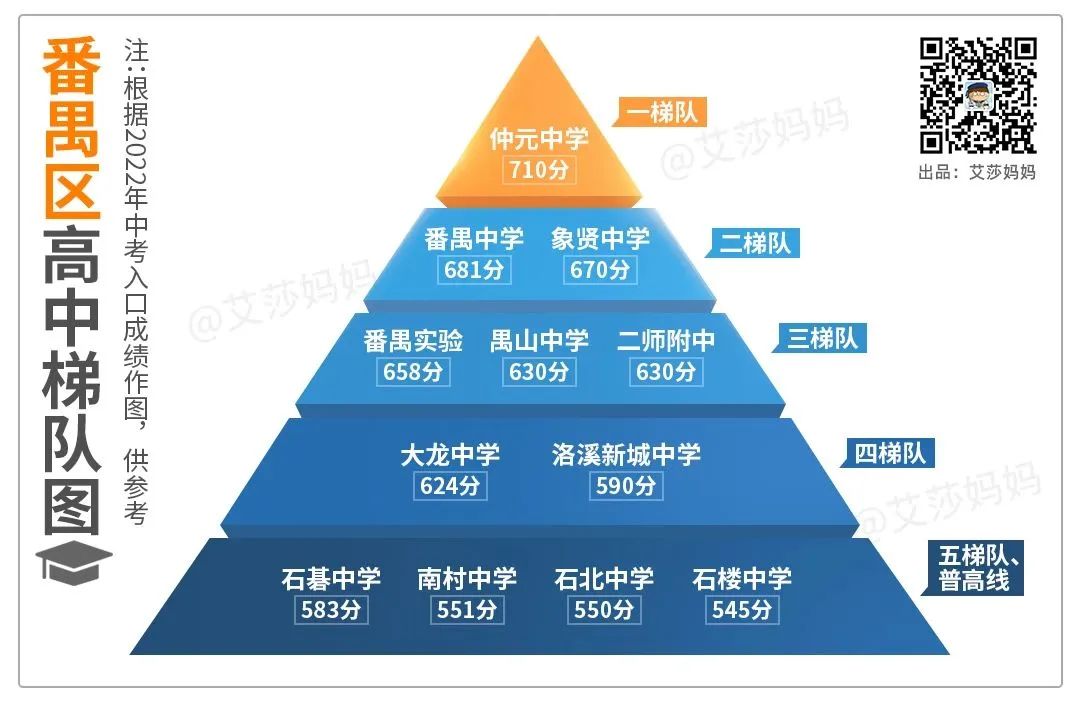 番禺区高中梯队图
注:根据2022年中考入口成绩作图，供参考
一梯队
仲元中学
710分
二梯队
番禺中学 象贤中学
681分 670分
三梯队
番禺实验 禺山中学 二师附中
658分 630分 630分
四梯队
大龙中学 洛溪新城中学
624分 590分
五梯队、
普高线
石碁中学 南村中学 石北中学 石楼中学
583分 551分 550分 545分
出品：艾莎妈妈
@艾莎妈妈
@艾莎妈妈
@艾莎妈妈